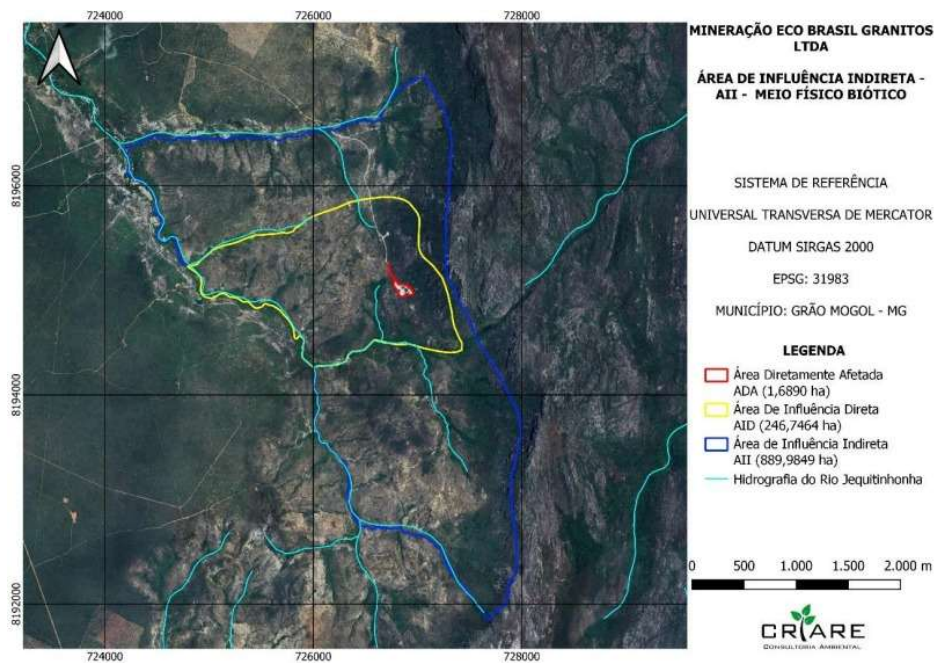 724000
726000
728000
8196000
8194000
8192000
724000
726000
728000
MINERAÇÃO ECO BRASIL GRANITOS
LTDA
ÁREA DE INFLUÊNCIA INDIRETA -
AII - MEIO FÍSICO BIÓTICO
SISTEMA DE REFERÊNCIA
UNIVERSAL TRANSVERSA DE MERCATOR
DATUM SIRGAS 2000
EPSG: 31983
MUNICÍPIO: GRÃO MOGOL - MG
LEGENDA
Área Diretamente Afetada
ADA (1,6890 ha)
Área De Influência Direta
AID (246,7464 ha)
Área de Influência Indireta
AII (889,9849 ha)
Hidrografia do Rio Jequitinhonha
0 500 1.000 1.500 2.000 m
CRIARE
CONSULTORIA AMBIENTAL